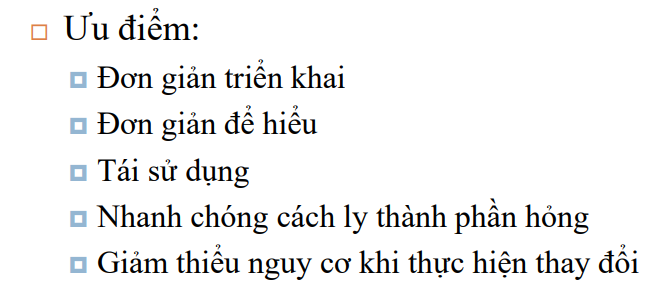 Ưu điểm:
Đơn giản triển khai
Đơn giản để hiểu
Tái sử dụng
Nhanh chóng cách ly thành phần hỏng
Giảm thiểu nguy cơ khi thực hiện thay đổi